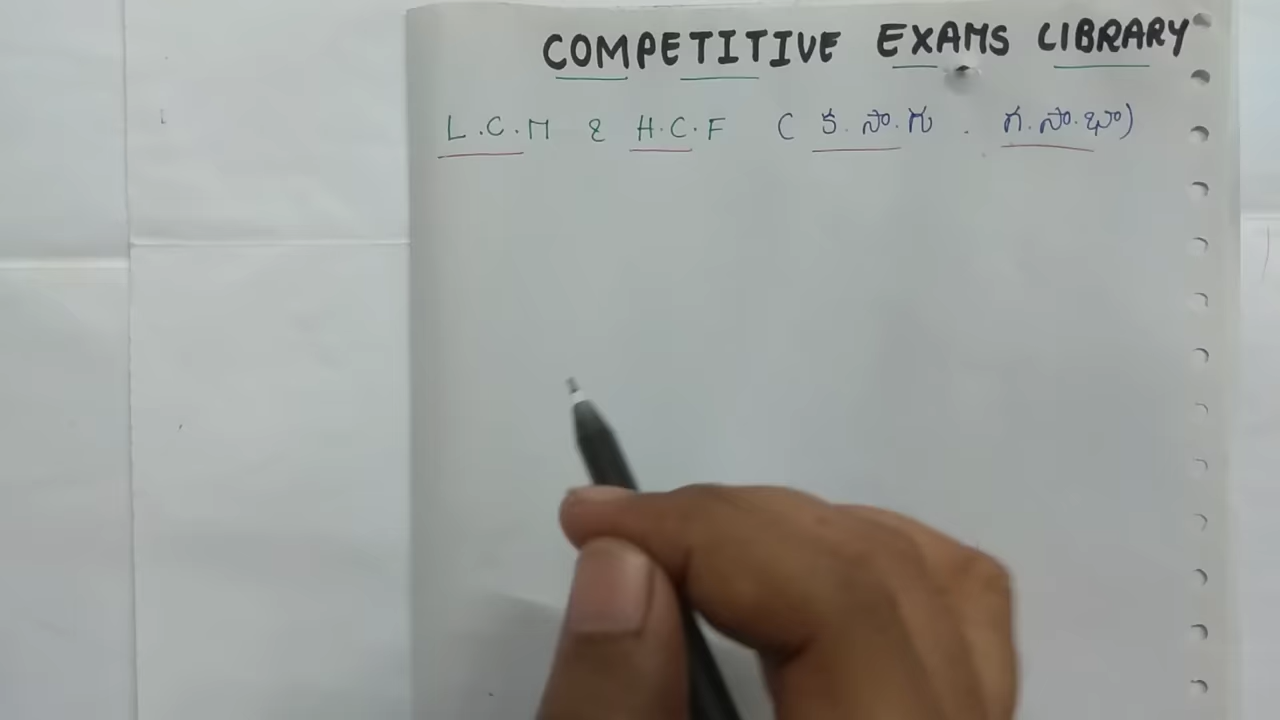 COMPETITIVE EXAMS LIBRARY
L.C.M & H.C.F ( క.సా.గు . గ.సా.భా)